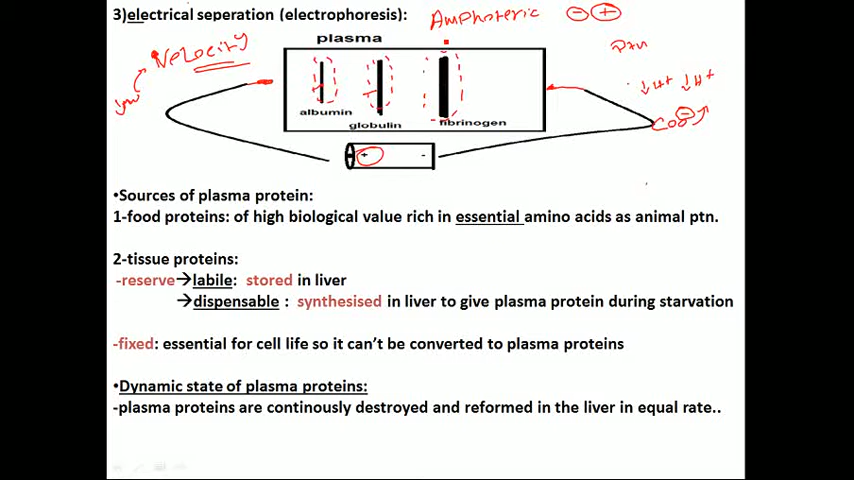 3)electrical seperation (electrophoresis):
Amphoteric - +
plasma
Velocity
ptn
↓H+ ↓H+
albumin
globulin
fibrinogen
Coo-
+ -
•Sources of plasma protein:
1-food proteins: of high biological value rich in essential amino acids as animal ptn.
2-tissue proteins:
-reserve→labile: stored in liver
→dispensable : synthesised in liver to give plasma protein during starvation
-fixed: essential for cell life so it can't be converted to plasma proteins
•Dynamic state of plasma proteins:
-plasma proteins are continously destroyed and reformed in the liver in equal rate..